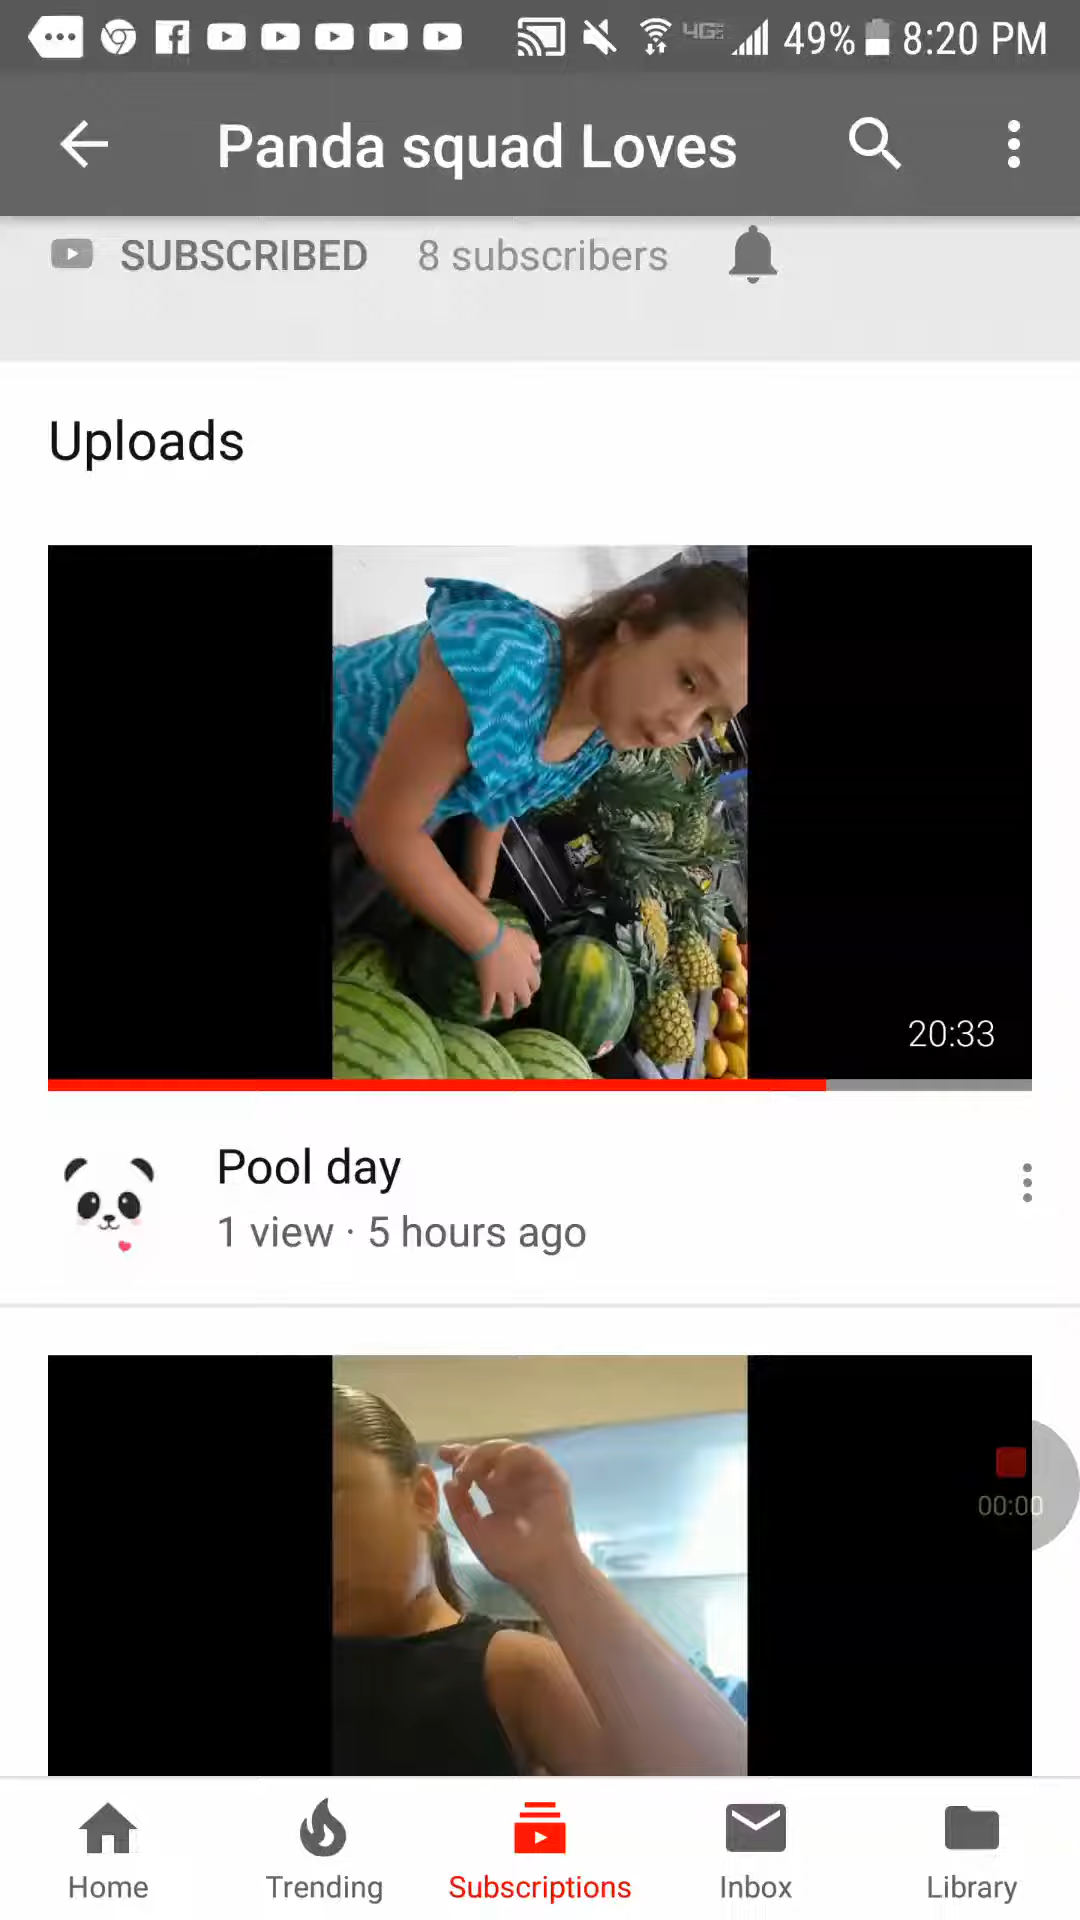 4G 49% 8:20 PM
Panda squad Loves
SUBSCRIBED 8 subscribers
Uploads
20:33
Pool day
1 view · 5 hours ago
00:00
Home Trending Subscriptions Inbox Library